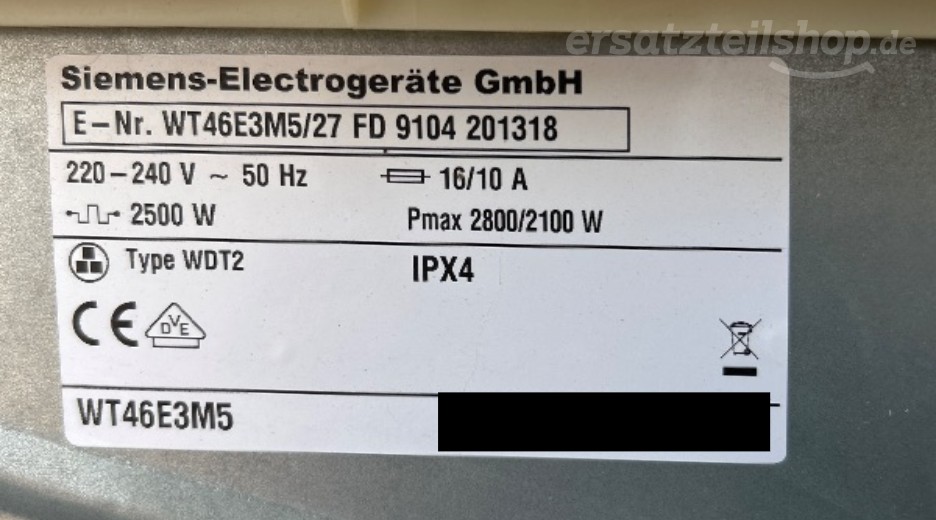 ersatzteilshop.de
Siemens-Electrogeräte GmbH
E-Nr. WT46E3M5/27 FD 9104 201318
220-240 V ~ 50 Hz 16/10 A
2500 W Pmax 2800/2100 W
Type WDT2 IPX4
CE DVE
WT46E3M5